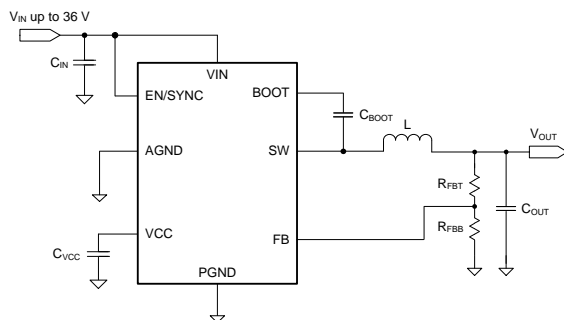 VIN up to 36 V
CIN
VIN
EN/SYNC
BOOT
CBOOT
L
VOUT
AGND
SW
RFBT
COUT
RFBB
VCC
FB
CVCC
PGND